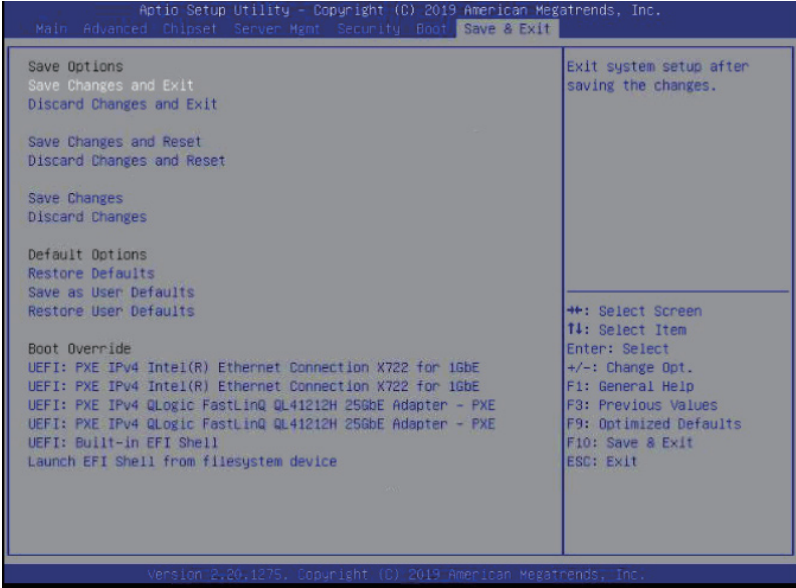 Aptio Setup Utility - Copyright (C) 2019 American Megatrends, Inc.
Main Advanced Chipset Server Mgmt Security Boot Save & Exit
Save Options
Save Changes and Exit
Discard Changes and Exit
Save Changes and Reset
Discard Changes and Reset
Save Changes
Discard Changes
Default Options
Restore Defaults
Save as User Defaults
Restore User Defaults
Boot Override
UEFI: PXE IPv4 Intel(R) Ethernet Connection X722 for 1GbE
UEFI: PXE IPv4 Intel(R) Ethernet Connection X722 for 1GbE
UEFI: PXE IPv4 QLogic FastLinQ QL41212H 25GbE Adapter - PXE
UEFI: PXE IPv4 QLogic FastLinQ QL41212H 25GbE Adapter - PXE
UEFI: Built-in EFI Shell
Launch EFI Shell from filesystem device
Exit system setup after
saving the changes.
→←: Select Screen
↑↓: Select Item
Enter: Select
+/-: Change Opt.
F1: General Help
F3: Previous Values
F9: Optimized Defaults
F10: Save & Exit
ESC: Exit
Version 2.20.1275. Copyright (C) 2019 American Megatrends, Inc.